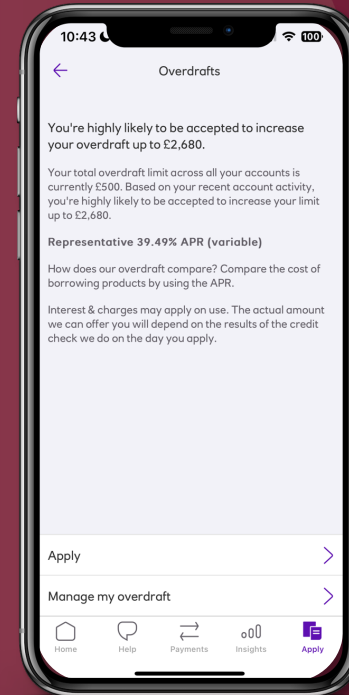 10:43
100
Overdrafts
You're highly likely to be accepted to increase
your overdraft up to £2,680.
Your total overdraft limit across all your accounts is
currently £500. Based on your recent account activity,
you're highly likely to be accepted to increase your limit
up to £2,680.
Representative 39.49% APR (variable)
How does our overdraft compare? Compare the cost of
borrowing products by using the APR.
Interest & charges may apply on use. The actual amount
we can offer you will depend on the results of the credit
check we do on the day you apply.
Apply
Manage my overdraft
Home
Help
Payments
Insights
Apply